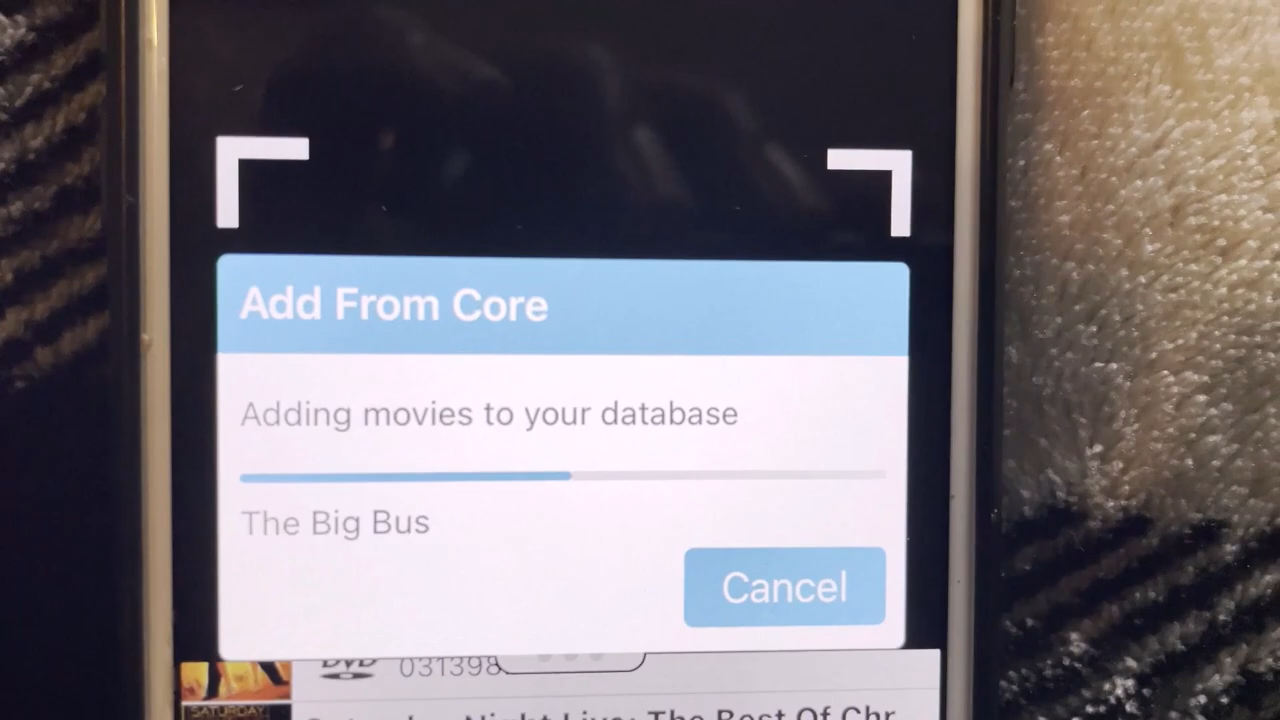 Add From Core
Adding movies to your database
The Big Bus
Cancel
DVD 031398
SATURDAY
Saturday Night Live: The Best Of Chr